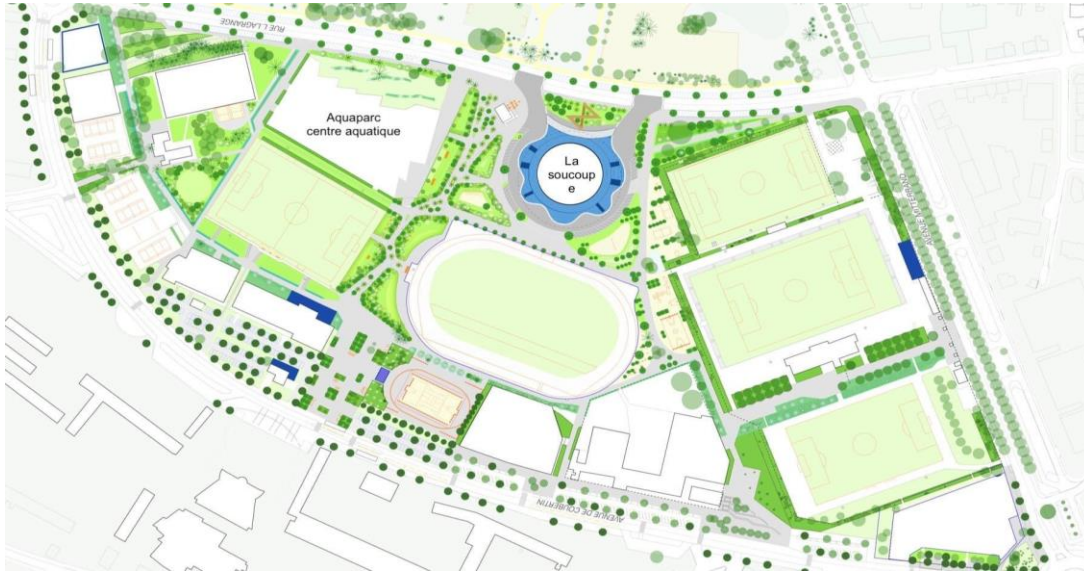 RUE L.LAGRANGE
Aquaparc
centre aquatique
La
soucoup
e
AVENUE DE COUBERTIN